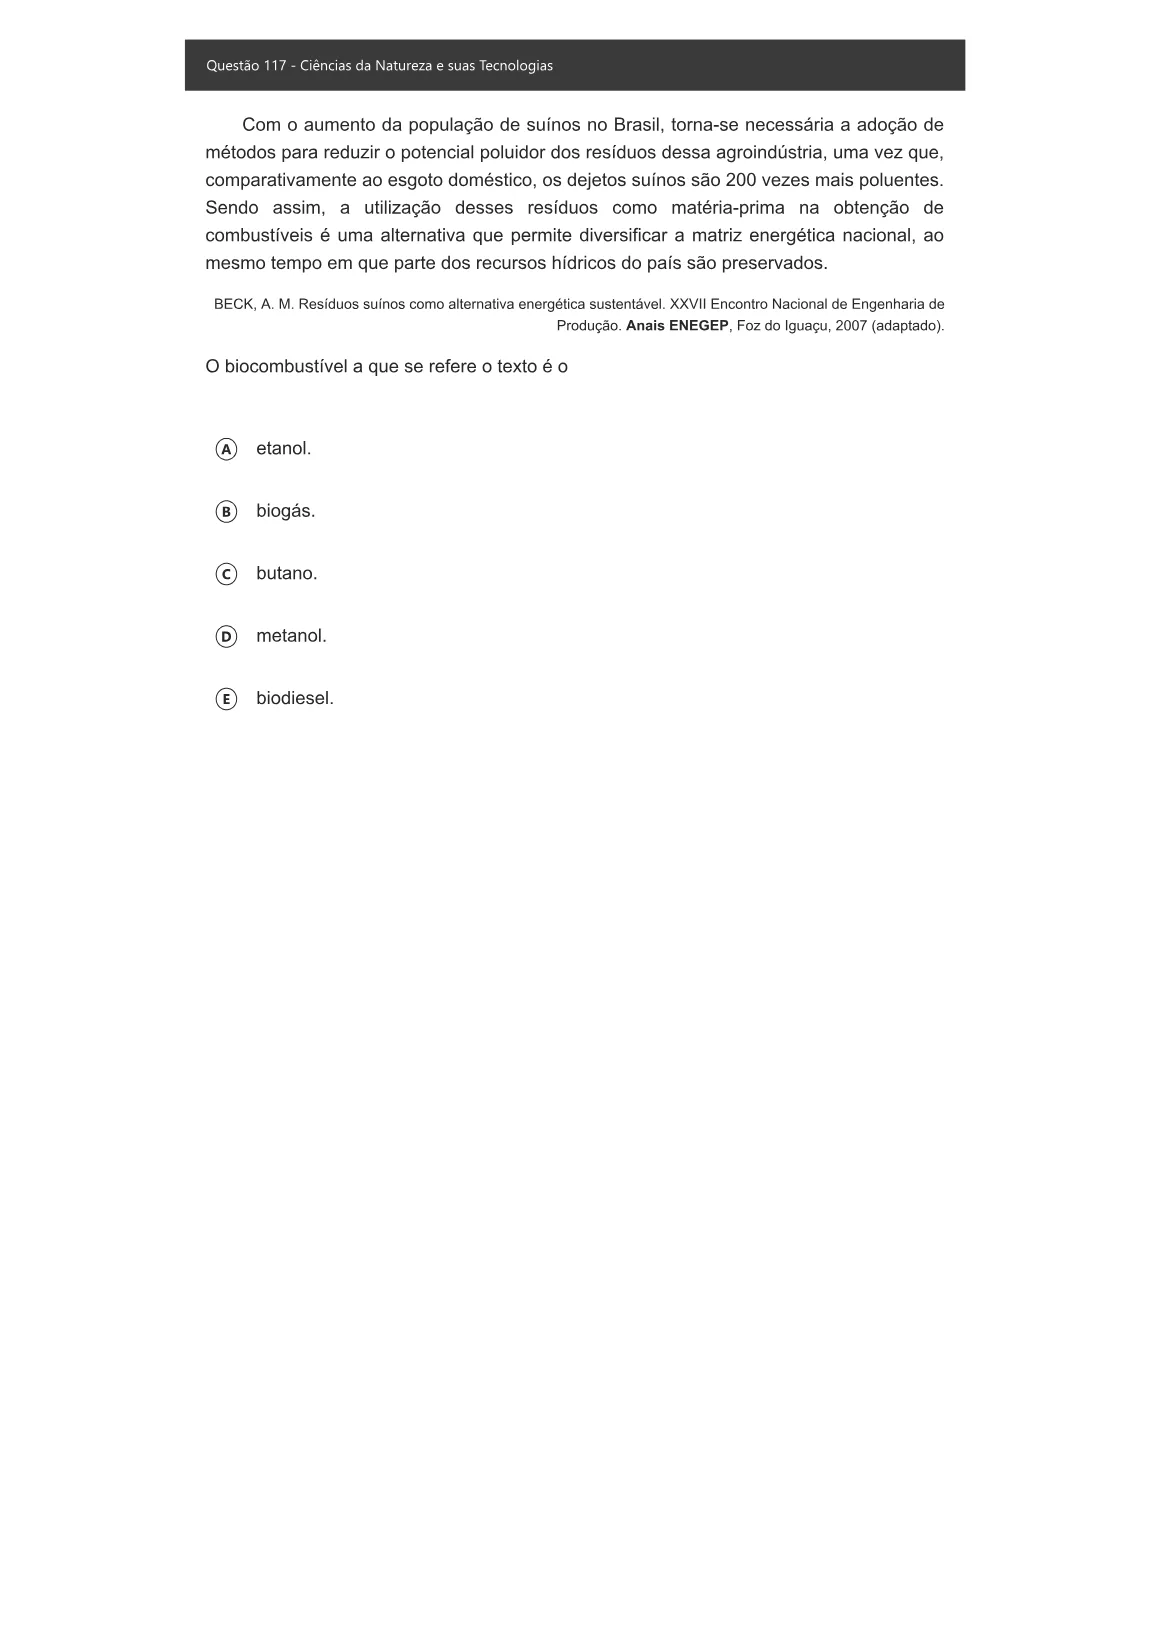 Questão 117 - Ciências da Natureza e suas Tecnologias
Com o aumento da população de suínos no Brasil, torna-se necessária a adoção de
métodos para reduzir o potencial poluidor dos resíduos dessa agroindústria, uma vez que,
comparativamente ao esgoto doméstico, os dejetos suínos são 200 vezes mais poluentes.
Sendo assim, a utilização desses resíduos como matéria-prima na obtenção de
combustíveis é uma alternativa que permite diversificar a matriz energética nacional, ao
mesmo tempo em que parte dos recursos hídricos do país são preservados.
BECK, A. M. Resíduos suínos como alternativa energética sustentável. XXVII Encontro Nacional de Engenharia de
Produção. Anais ENEGEP, Foz do Iguaçu, 2007 (adaptado).
O biocombustível a que se refere o texto é o
A etanol.
B biogás.
C butano.
D metanol.
E biodiesel.